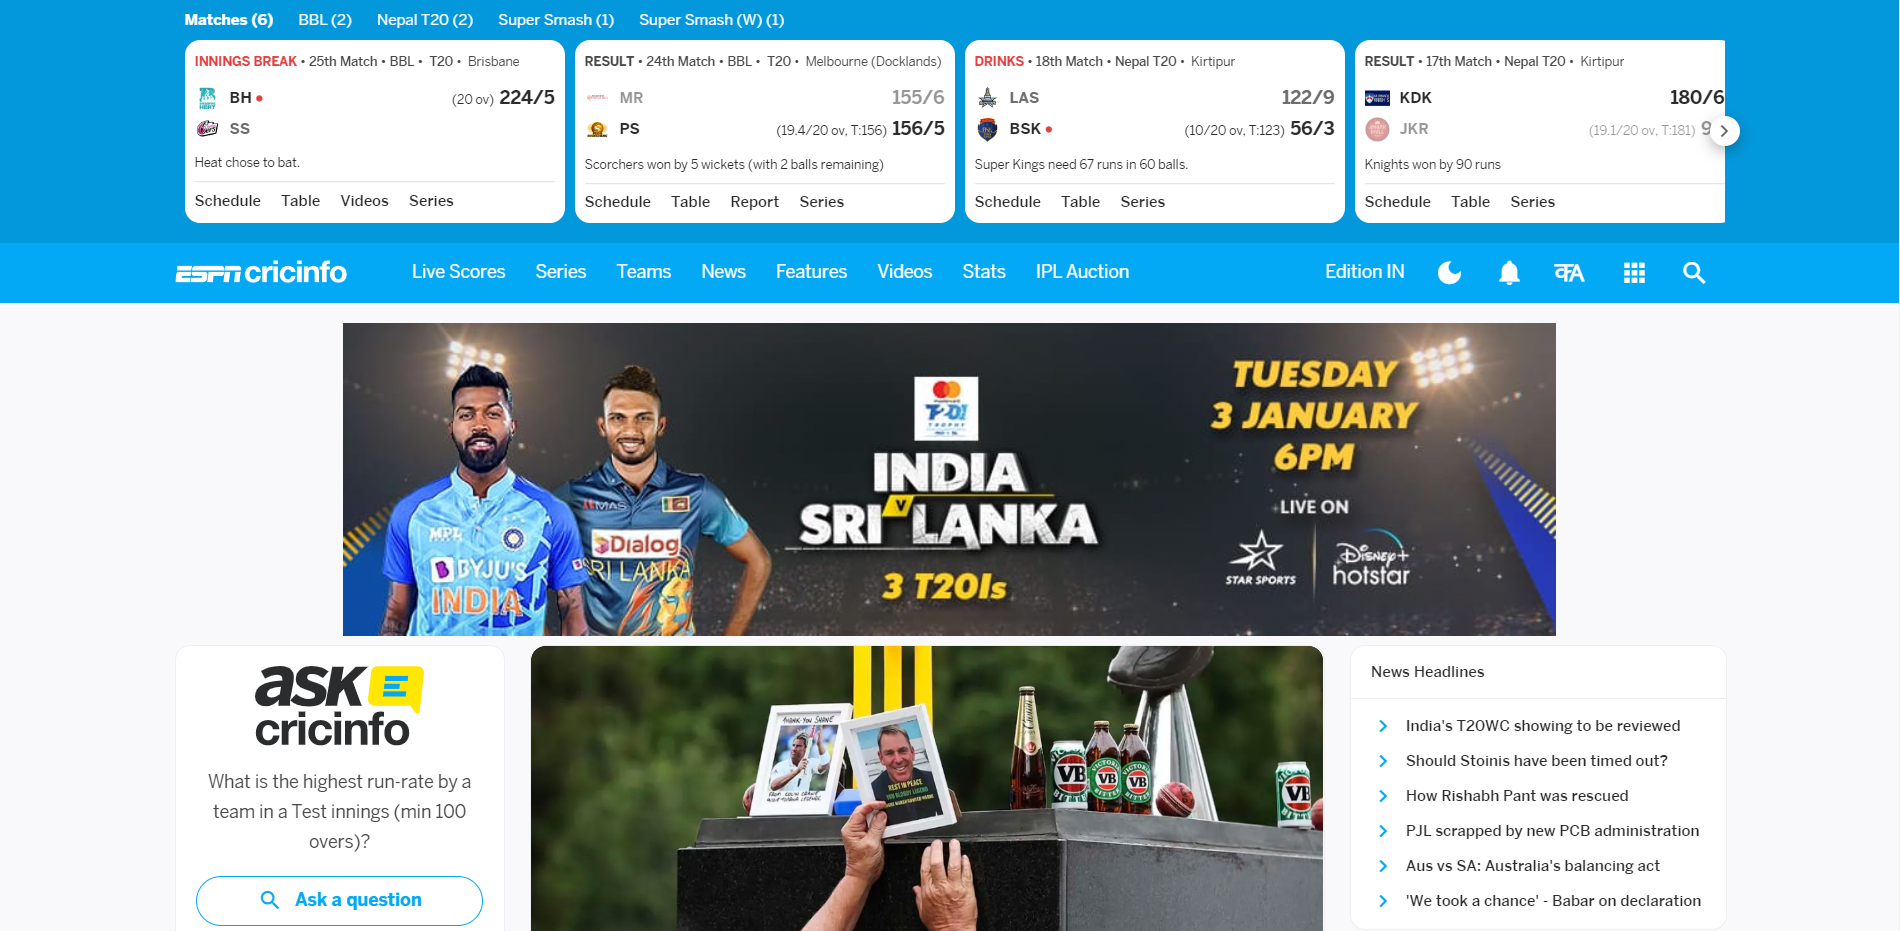 Matches (6) BBL (2) Nepal T20 (2) Super Smash (1) Super Smash (W) (1)
INNINGS BREAK • 25th Match • BBL • T20 • Brisbane
BH • (20 ov) 224/5
SS
Heat chose to bat.
Schedule Table Videos Series
RESULT • 24th Match • BBL • T20 • Melbourne (Docklands)
MR 155/6
PS (19.4/20 ov, T:156) 156/5
Scorchers won by 5 wickets (with 2 balls remaining)
Schedule Table Report Series
DRINKS • 18th Match • Nepal T20 • Kirtipur
LAS 122/9
BSK • (10/20 ov, T:123) 56/3
Super Kings need 67 runs in 60 balls.
Schedule Table Series
RESULT • 17th Match • Nepal T20 • Kirtipur
KDK 180/6
JKR (19.1/20 ov, T:181) 9
Knights won by 90 runs
Schedule Table Series
ESPN cricinfo Live Scores Series Teams News Features Videos Stats IPL Auction Edition IN
TUESDAY
3 JANUARY
6PM
LIVE ON
STAR SPORTS
DISNEY+
hotstar
T20I
TROPHY
INDIA
V
SRI LANKA
3 T20Is
MPL
BYJU'S
INDIA
MAS
Dialog
SRI LANKA
ask
cricinfo
What is the highest run-rate by a
team in a Test innings (min 100
overs)?
Ask a question
THANK-YOU SHANE
REST IN PEACE
YOU BLOODY LEGEND
Crown
VICTORIA
VB
BITTER
VICTORIA
VB
BITTER
VICTORIA
VB
BITTER
VB
News Headlines
India's T20WC showing to be reviewed
Should Stoinis have been timed out?
How Rishabh Pant was rescued
PJL scrapped by new PCB administration
Aus vs SA: Australia's balancing act
'We took a chance' - Babar on declaration